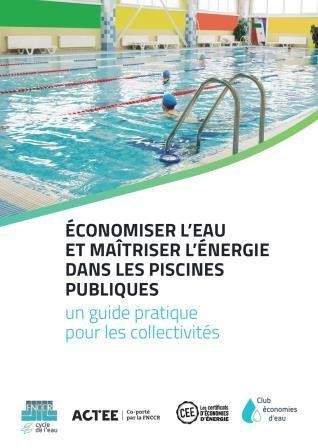 ÉCONOMISER L'EAU
ET MAÎTRISER L'ÉNERGIE
DANS LES PISCINES
PUBLIQUES
un guide pratique
pour les collectivités
FNCCR
cycle
de l'eau
ACTEE
Co-porté
par la FNCCR
CEE
Les certificats
D'ÉCONOMIES
D'ÉNERGIE
Club
économies
d'eau